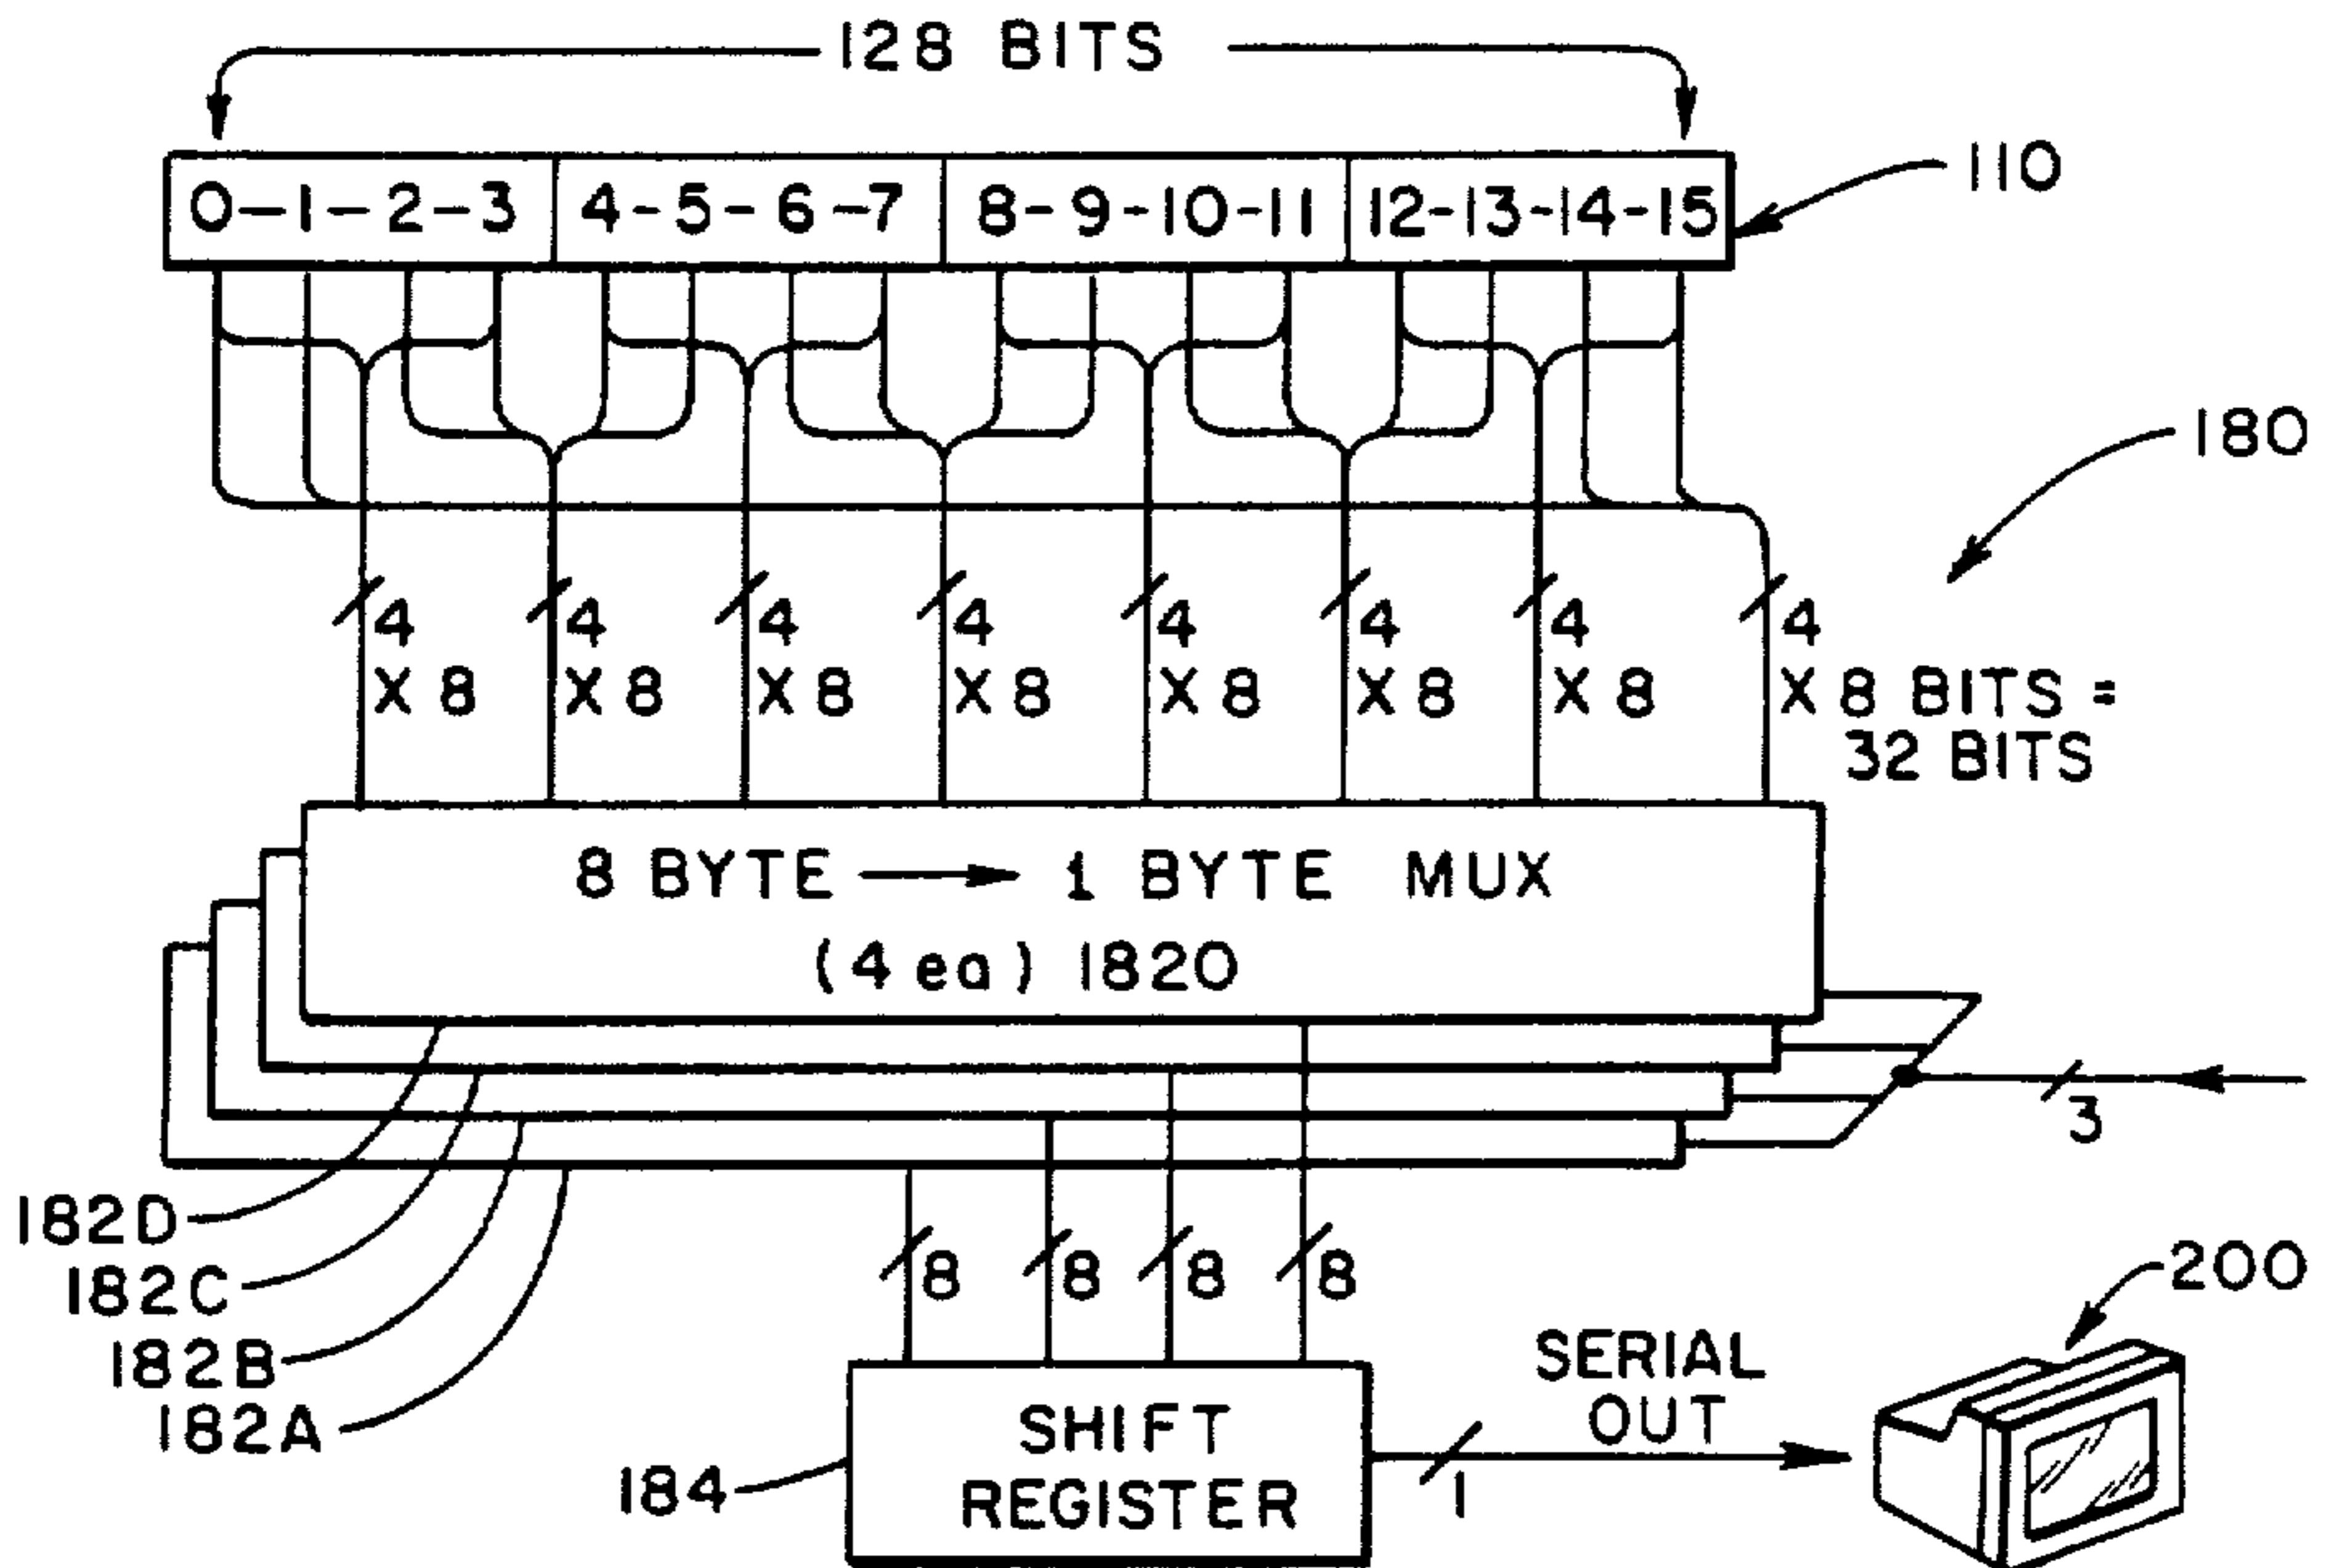 128 BITS
0-1-2-3 4-5-6-7 8-9-10-11 12-13-14-15
110
180
4 4 4 4 4 4 4 4
X 8 X 8 X 8 X 8 X 8 X 8 X 8 X 8 BITS =
32 BITS
8 BYTE → 1 BYTE MUX
(4 ea) 1820
3
182D
182C
182B
182A
8 8 8 8
200
SERIAL
OUT
SHIFT
REGISTER
184
1